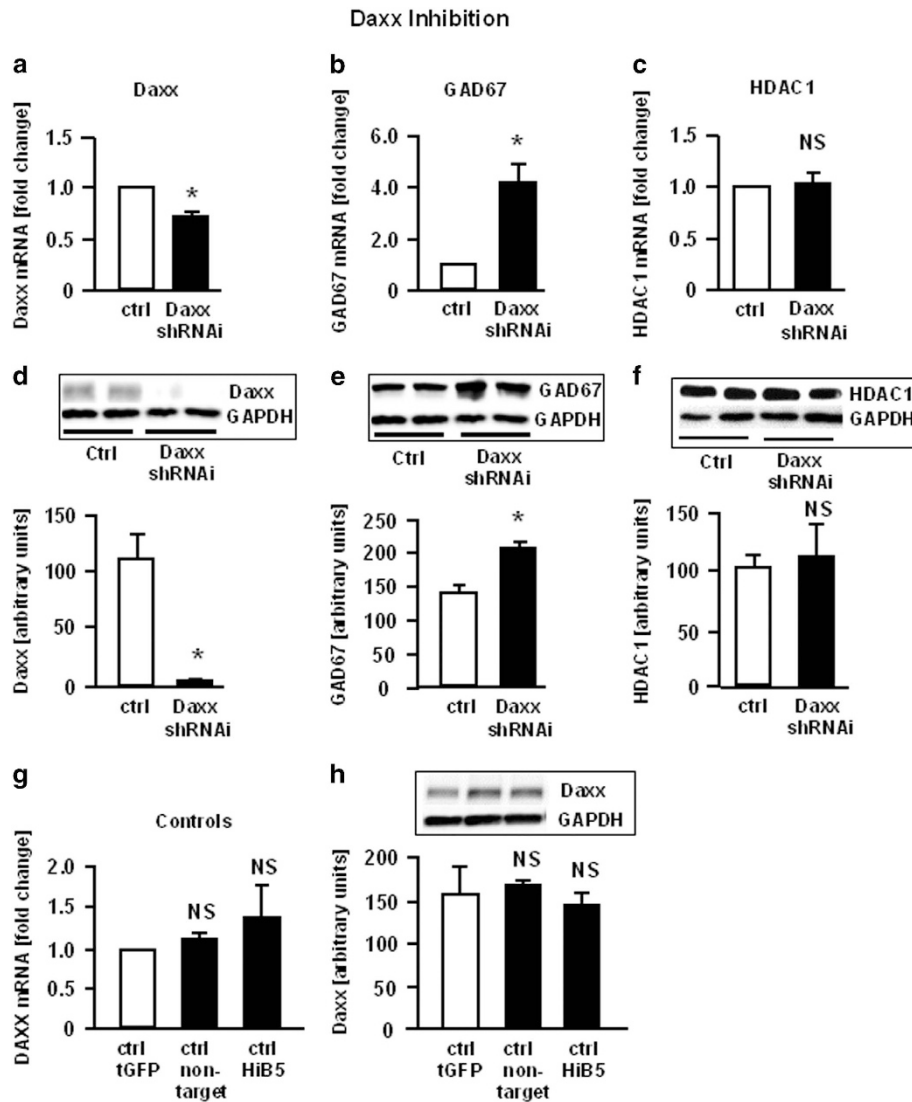 Daxx Inhibition
a
Daxx
Daxx mRNA [fold change]
1.5
1.0
0.5
0
*
ctrl
Daxx
shRNAi
b
GAD67
GAD67 mRNA [fold change]
6.0
4.0
2.0
0
*
ctrl
Daxx
shRNAi
c
HDAC1
HDAC1 mRNA [fold change]
1.5
1.0
0.5
0
NS
ctrl
Daxx
shRNAi
d
Daxx
GAPDH
Ctrl
Daxx
shRNAi
Daxx [arbitrary units]
150
100
50
0
*
ctrl
Daxx
shRNAi
e
GAD67
GAPDH
Ctrl
Daxx
shRNAi
GAD67 [arbitrary units]
250
200
150
100
50
0
*
ctrl
Daxx
shRNAi
f
HDAC1
GAPDH
Ctrl
Daxx
shRNAi
HDAC1 [arbitrary units]
150
100
50
0
NS
ctrl
Daxx
shRNAi
g
Controls
DAXX mRNA [fold change]
2.0
1.5
1.0
0.5
0
NS
NS
ctrl
tGFP
ctrl
non-
target
ctrl
HiB5
h
Daxx
GAPDH
Daxx [arbitrary units]
200
150
100
50
0
NS
NS
ctrl
tGFP
ctrl
non-
target
ctrl
HiB5